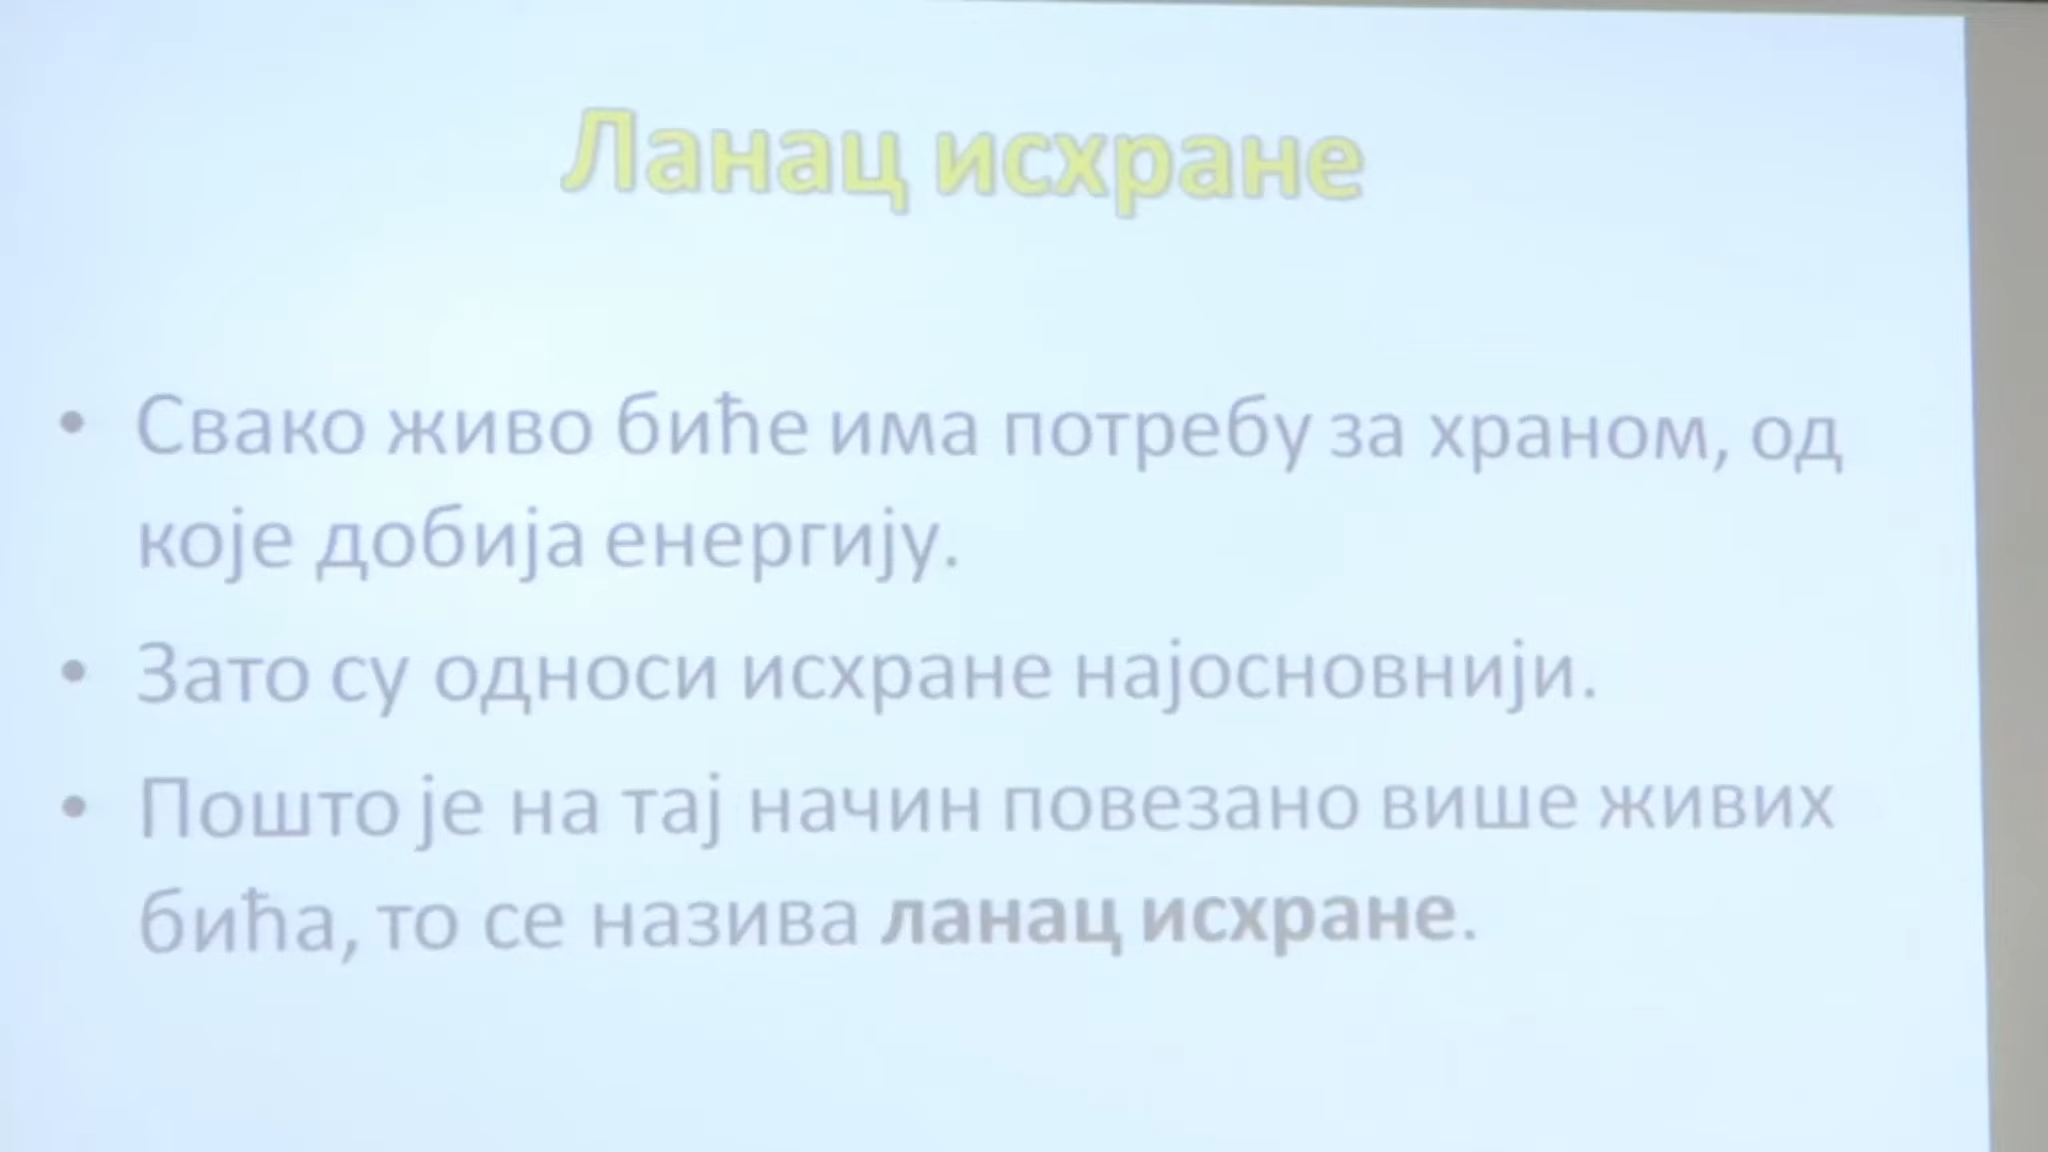 Ланац исхране
• Свако живо биће има потребу за храном, од
које добија енергију.
• Зато су односи исхране најосновнији.
• Пошто је на тај начин повезано више живих
бића, то се назива ланац исхране.